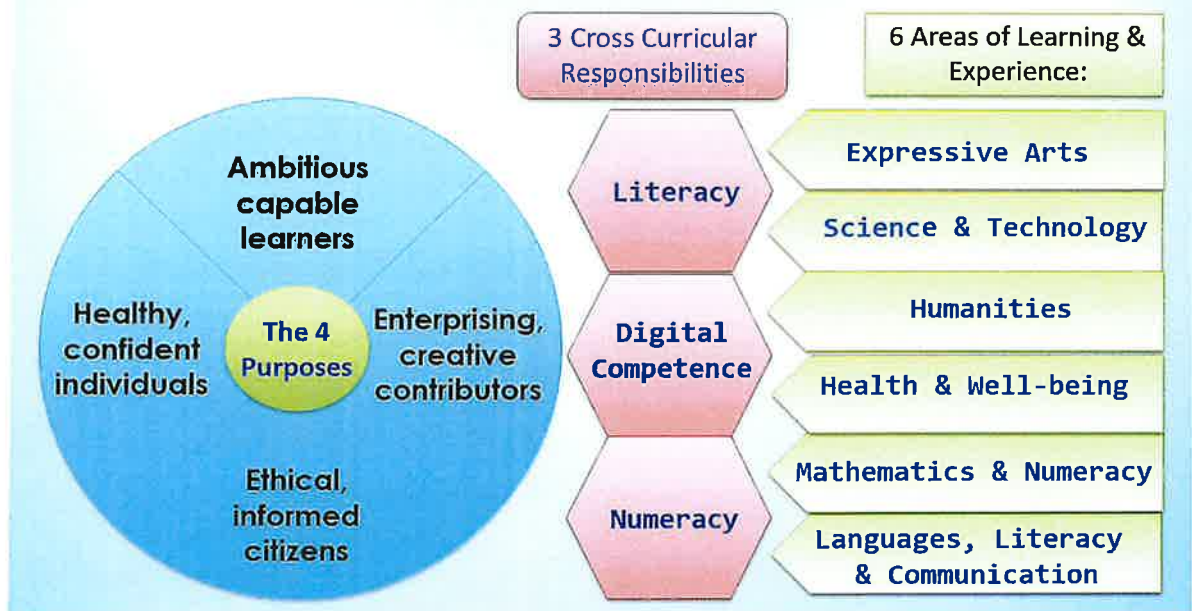 3 Cross Curricular
Responsibilities
6 Areas of Learning &
Experience:
Ambitious
capable
learners
Healthy,
confident
individuals
The 4
Purposes
Enterprising,
creative
contributors
Ethical,
informed
citizens
Literacy
Digital
Competence
Numeracy
Expressive Arts
Science & Technology
Humanities
Health & Well-being
Mathematics & Numeracy
Languages, Literacy
& Communication